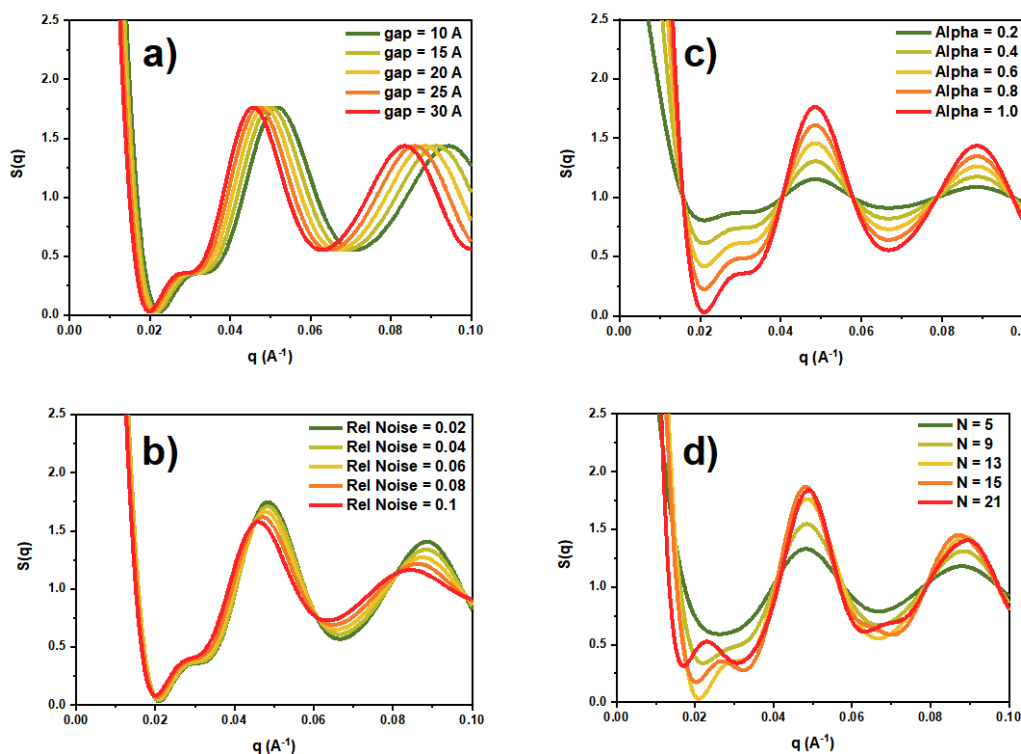 a)
gap = 10 A
gap = 15 A
gap = 20 A
gap = 25 A
gap = 30 A
2.5
2.0
1.5
1.0
0.5
0.0
S(q)
0.00 0.02 0.04 0.06 0.08 0.10
q (A-1)
c)
Alpha = 0.2
Alpha = 0.4
Alpha = 0.6
Alpha = 0.8
Alpha = 1.0
2.5
2.0
1.5
1.0
0.5
0.0
S(q)
0.00 0.02 0.04 0.06 0.08 0.10
q (A-1)
b)
Rel Noise = 0.02
Rel Noise = 0.04
Rel Noise = 0.06
Rel Noise = 0.08
Rel Noise = 0.1
2.5
2.0
1.5
1.0
0.5
0.0
S(q)
0.00 0.02 0.04 0.06 0.08 0.10
q (A-1)
d)
N = 5
N = 9
N = 13
N = 15
N = 21
2.5
2.0
1.5
1.0
0.5
0.0
S(q)
0.00 0.02 0.04 0.06 0.08 0.10
q (A-1)